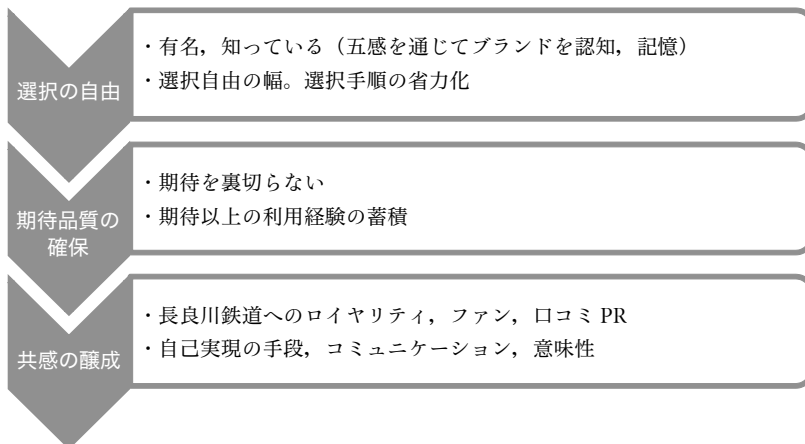 選択の自由
・有名，知っている（五感を通じてブランドを認知，記憶）
・選択自由の幅。選択手順の省力化
期待品質の
確保
・期待を裏切らない
・期待以上の利用経験の蓄積
共感の醸成
・長良川鉄道へのロイヤリティ，ファン，口コミ PR
・自己実現の手段，コミュニケーション，意味性